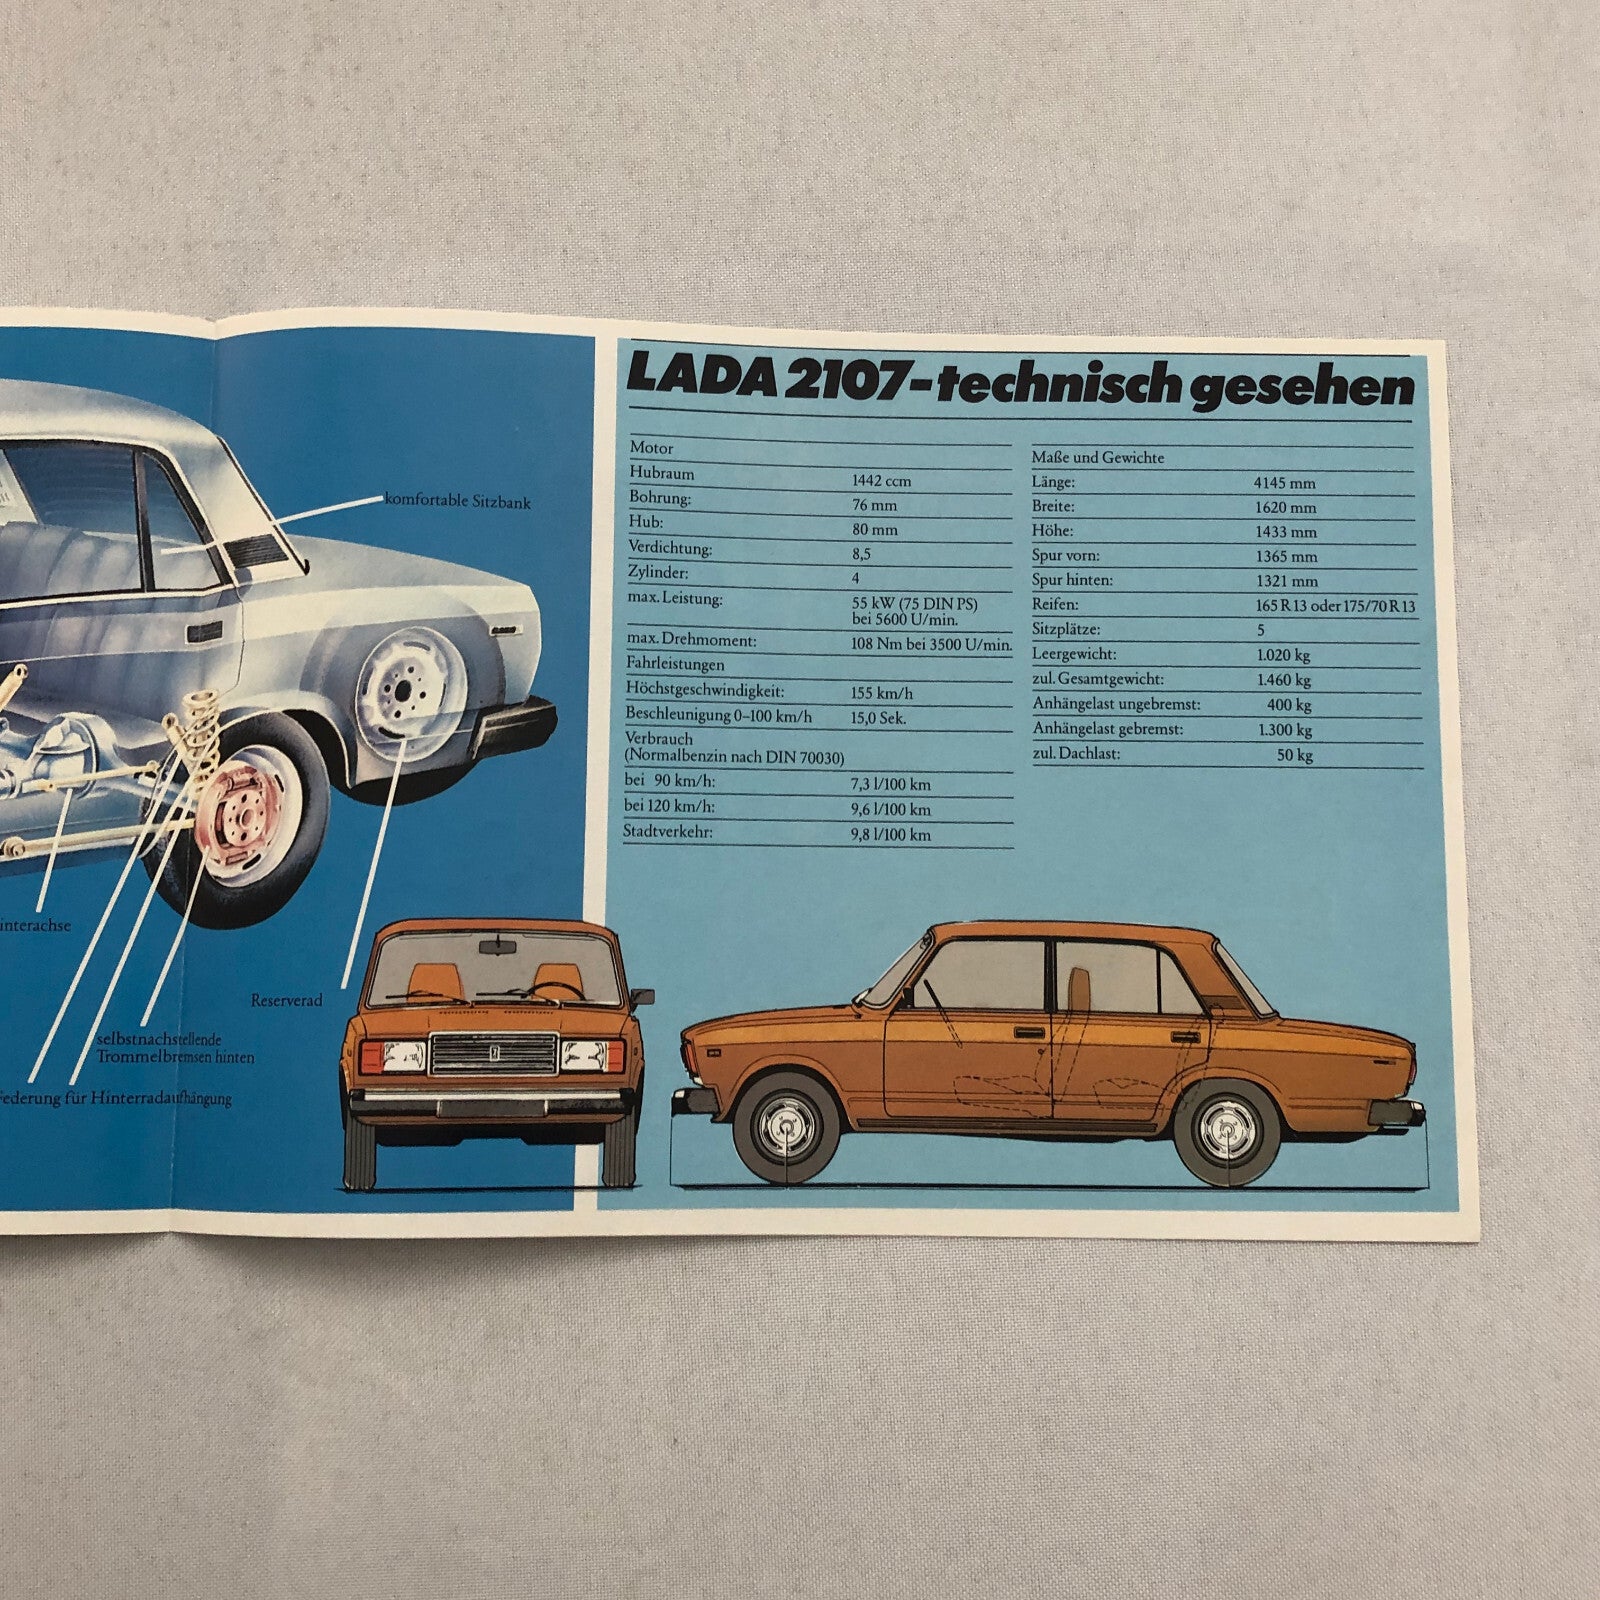 LADA 2107-technisch gesehen
Motor
Hubraum 1442 ccm
Bohrung: 76 mm
Hub: 80 mm
Verdichtung: 8,5
Zylinder: 4
max. Leistung: 55 kW (75 DIN PS)
bei 5600 U/min.
max. Drehmoment: 108 Nm bei 3500 U/min.
Fahrleistungen
Höchstgeschwindigkeit: 155 km/h
Beschleunigung 0–100 km/h 15,0 Sek.
Verbrauch
(Normalbenzin nach DIN 70030)
bei 90 km/h: 7,3 l/100 km
bei 120 km/h: 9,6 l/100 km
Stadtverkehr: 9,8 l/100 km
Maße und Gewichte
Länge: 4145 mm
Breite: 1620 mm
Höhe: 1433 mm
Spur vorn: 1365 mm
Spur hinten: 1321 mm
Reifen: 165 R 13 oder 175/70 R 13
Sitzplätze: 5
Leergewicht: 1.020 kg
zul. Gesamtgewicht: 1.460 kg
Anhängelast ungebremst: 400 kg
Anhängelast gebremst: 1.300 kg
zul. Dachlast: 50 kg
komfortable Sitzbank
interachse
Reserverad
selbstnachstellende
Trommelbremsen hinten
Federung für Hinterradaufhängung